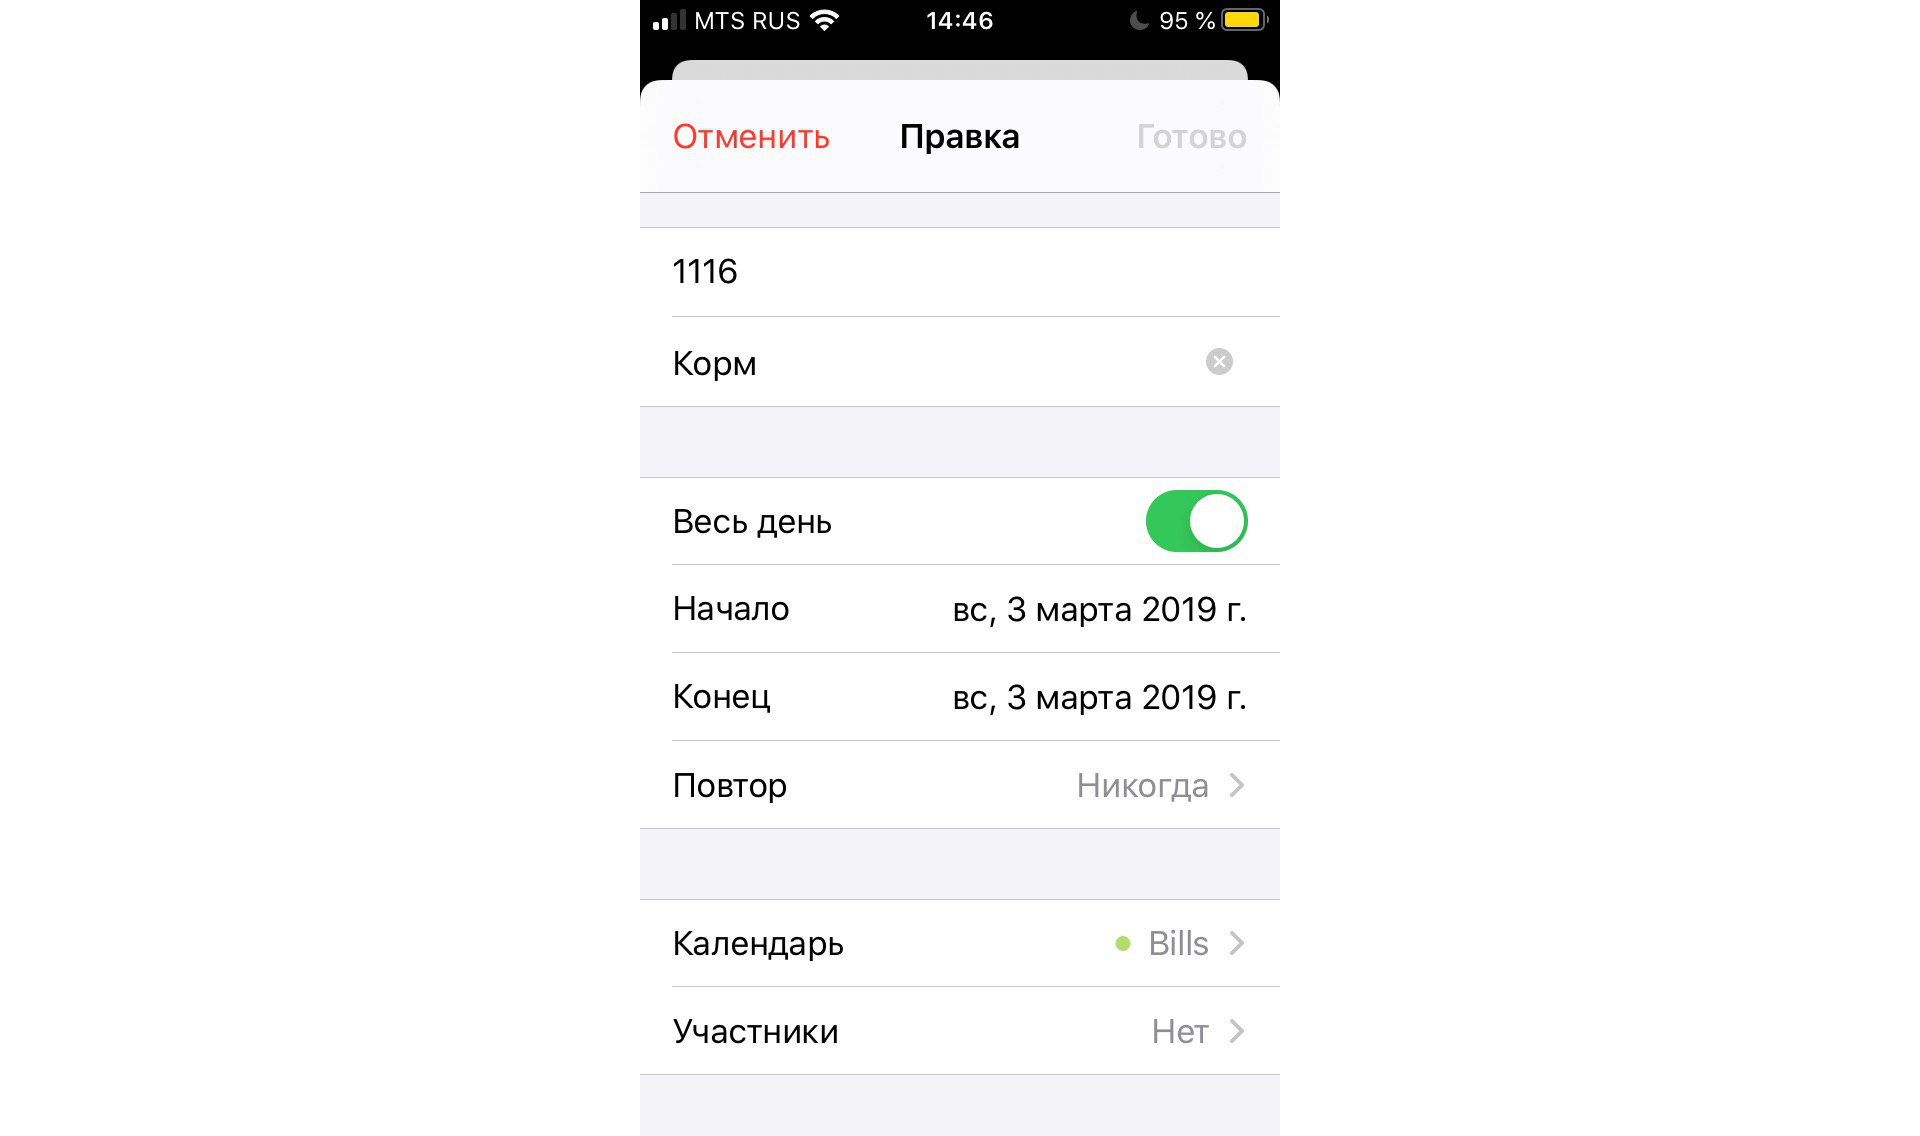 MTS RUS 14:46 95 %
Отменить Правка Готово
1116
Корм
Весь день
Начало вс, 3 марта 2019 г.
Конец вс, 3 марта 2019 г.
Повтор Никогда
Календарь Bills
Участники Нет